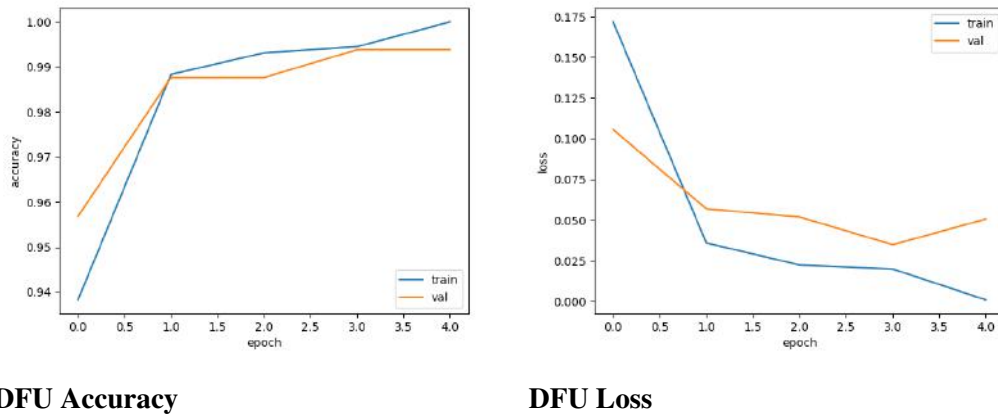 1.00
0.99
0.98
0.97
0.96
0.95
0.94
accuracy
0.0 0.5 1.0 1.5 2.0 2.5 3.0 3.5 4.0
epoch
train
val
0.175
0.150
0.125
0.100
0.075
0.050
0.025
0.000
loss
0.0 0.5 1.0 1.5 2.0 2.5 3.0 3.5 4.0
epoch
train
val
DFU Accuracy
DFU Loss